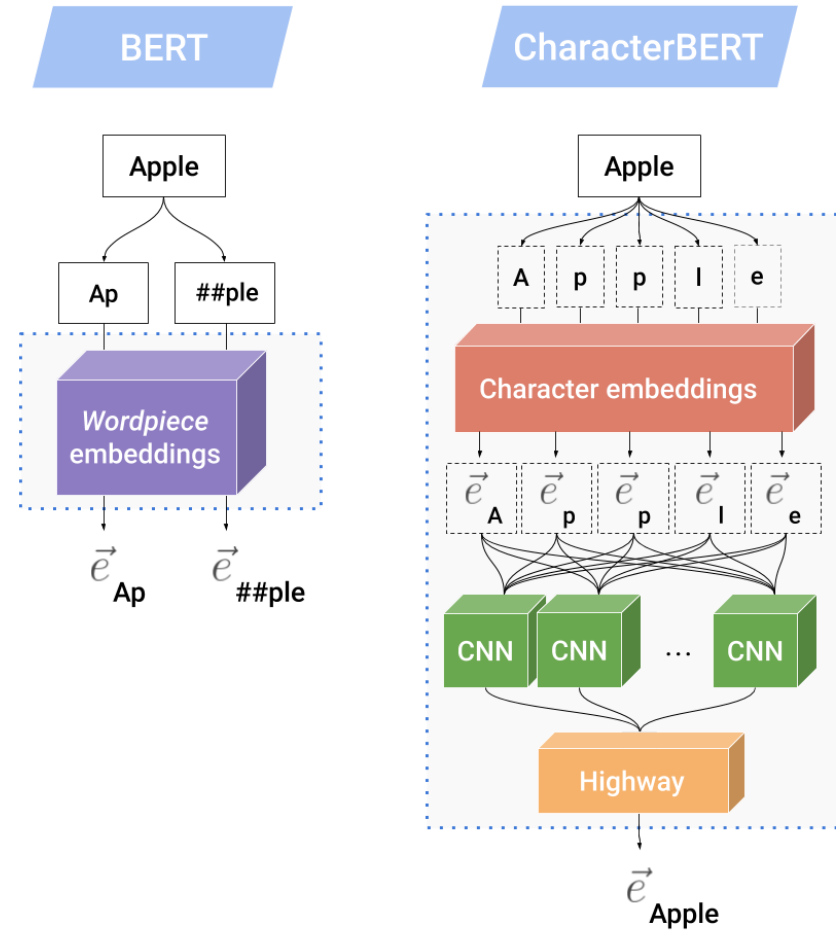 BERT
Apple
Ap
##ple
Wordpiece
embeddings
e⃗ Ap
e⃗ ##ple
CharacterBERT
Apple
A p p l e
Character embeddings
e⃗ A e⃗ p e⃗ p e⃗ l e⃗ e
CNN CNN ... CNN
Highway
e⃗ Apple